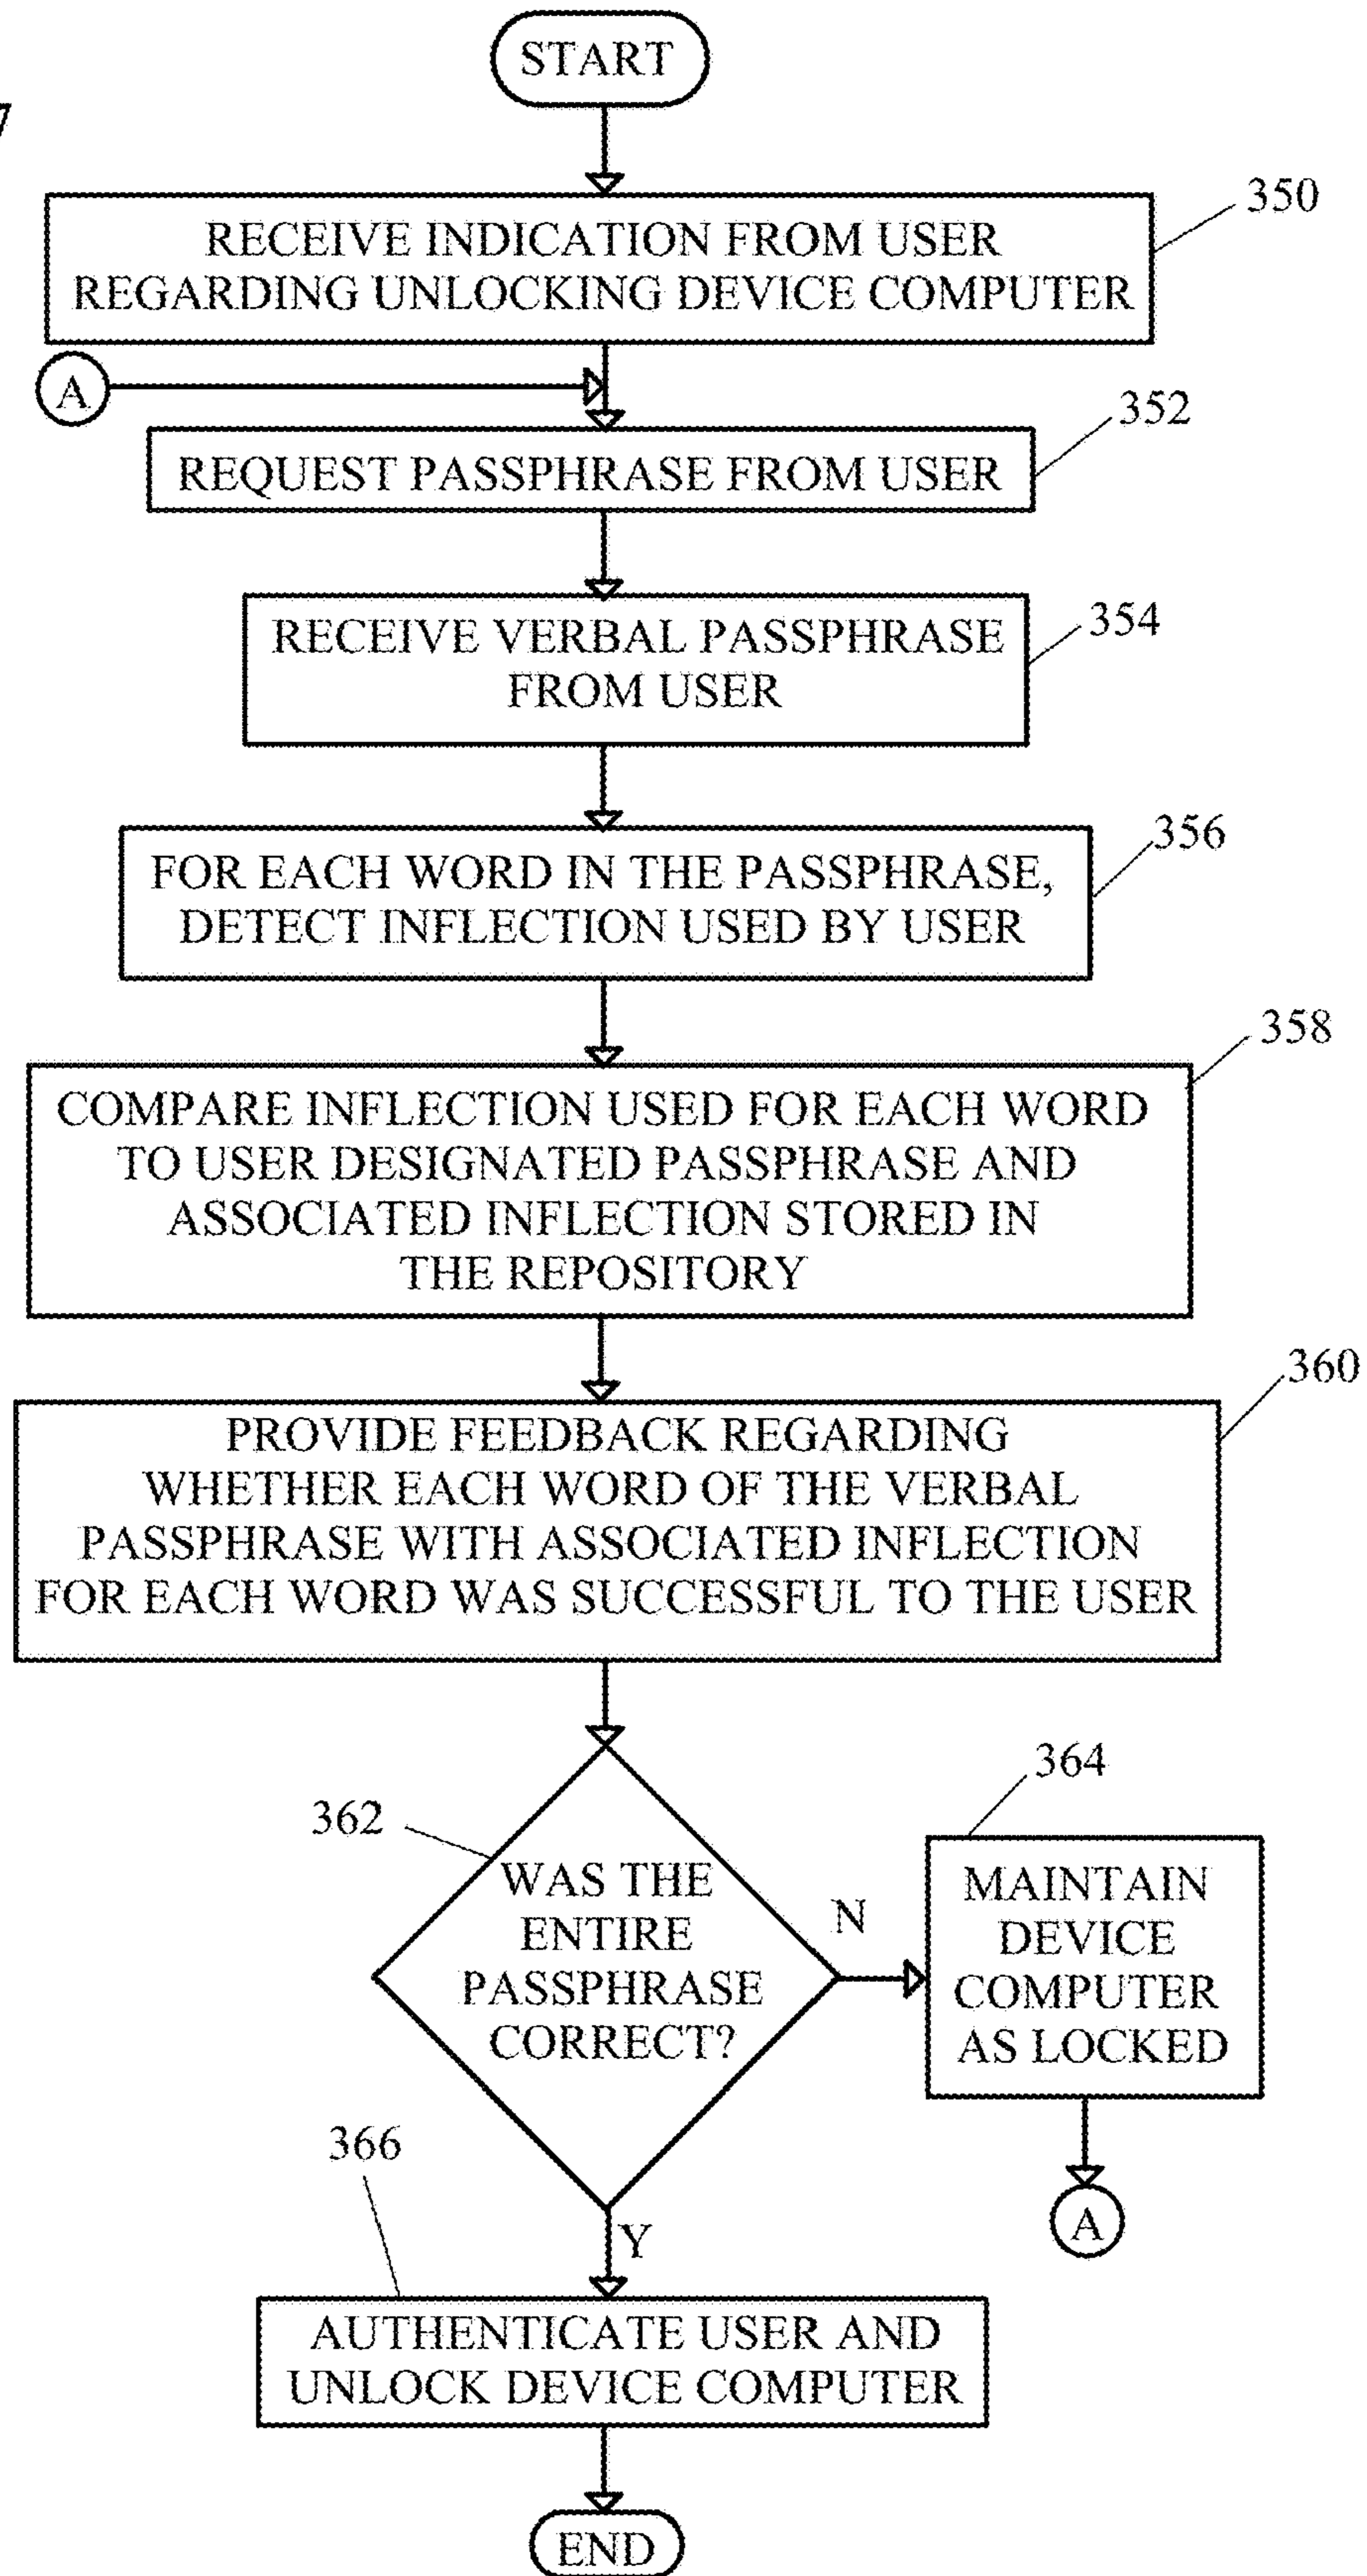 START
7
RECEIVE INDICATION FROM USER
REGARDING UNLOCKING DEVICE COMPUTER
350
A
REQUEST PASSPHRASE FROM USER
352
RECEIVE VERBAL PASSPHRASE
FROM USER
354
FOR EACH WORD IN THE PASSPHRASE,
DETECT INFLECTION USED BY USER
356
COMPARE INFLECTION USED FOR EACH WORD
TO USER DESIGNATED PASSPHRASE AND
ASSOCIATED INFLECTION STORED IN
THE REPOSITORY
358
PROVIDE FEEDBACK REGARDING
WHETHER EACH WORD OF THE VERBAL
PASSPHRASE WITH ASSOCIATED INFLECTION
FOR EACH WORD WAS SUCCESSFUL TO THE USER
360
362
WAS THE
ENTIRE
PASSPHRASE
CORRECT?
N
364
MAINTAIN
DEVICE
COMPUTER
AS LOCKED
A
Y
366
AUTHENTICATE USER AND
UNLOCK DEVICE COMPUTER
END